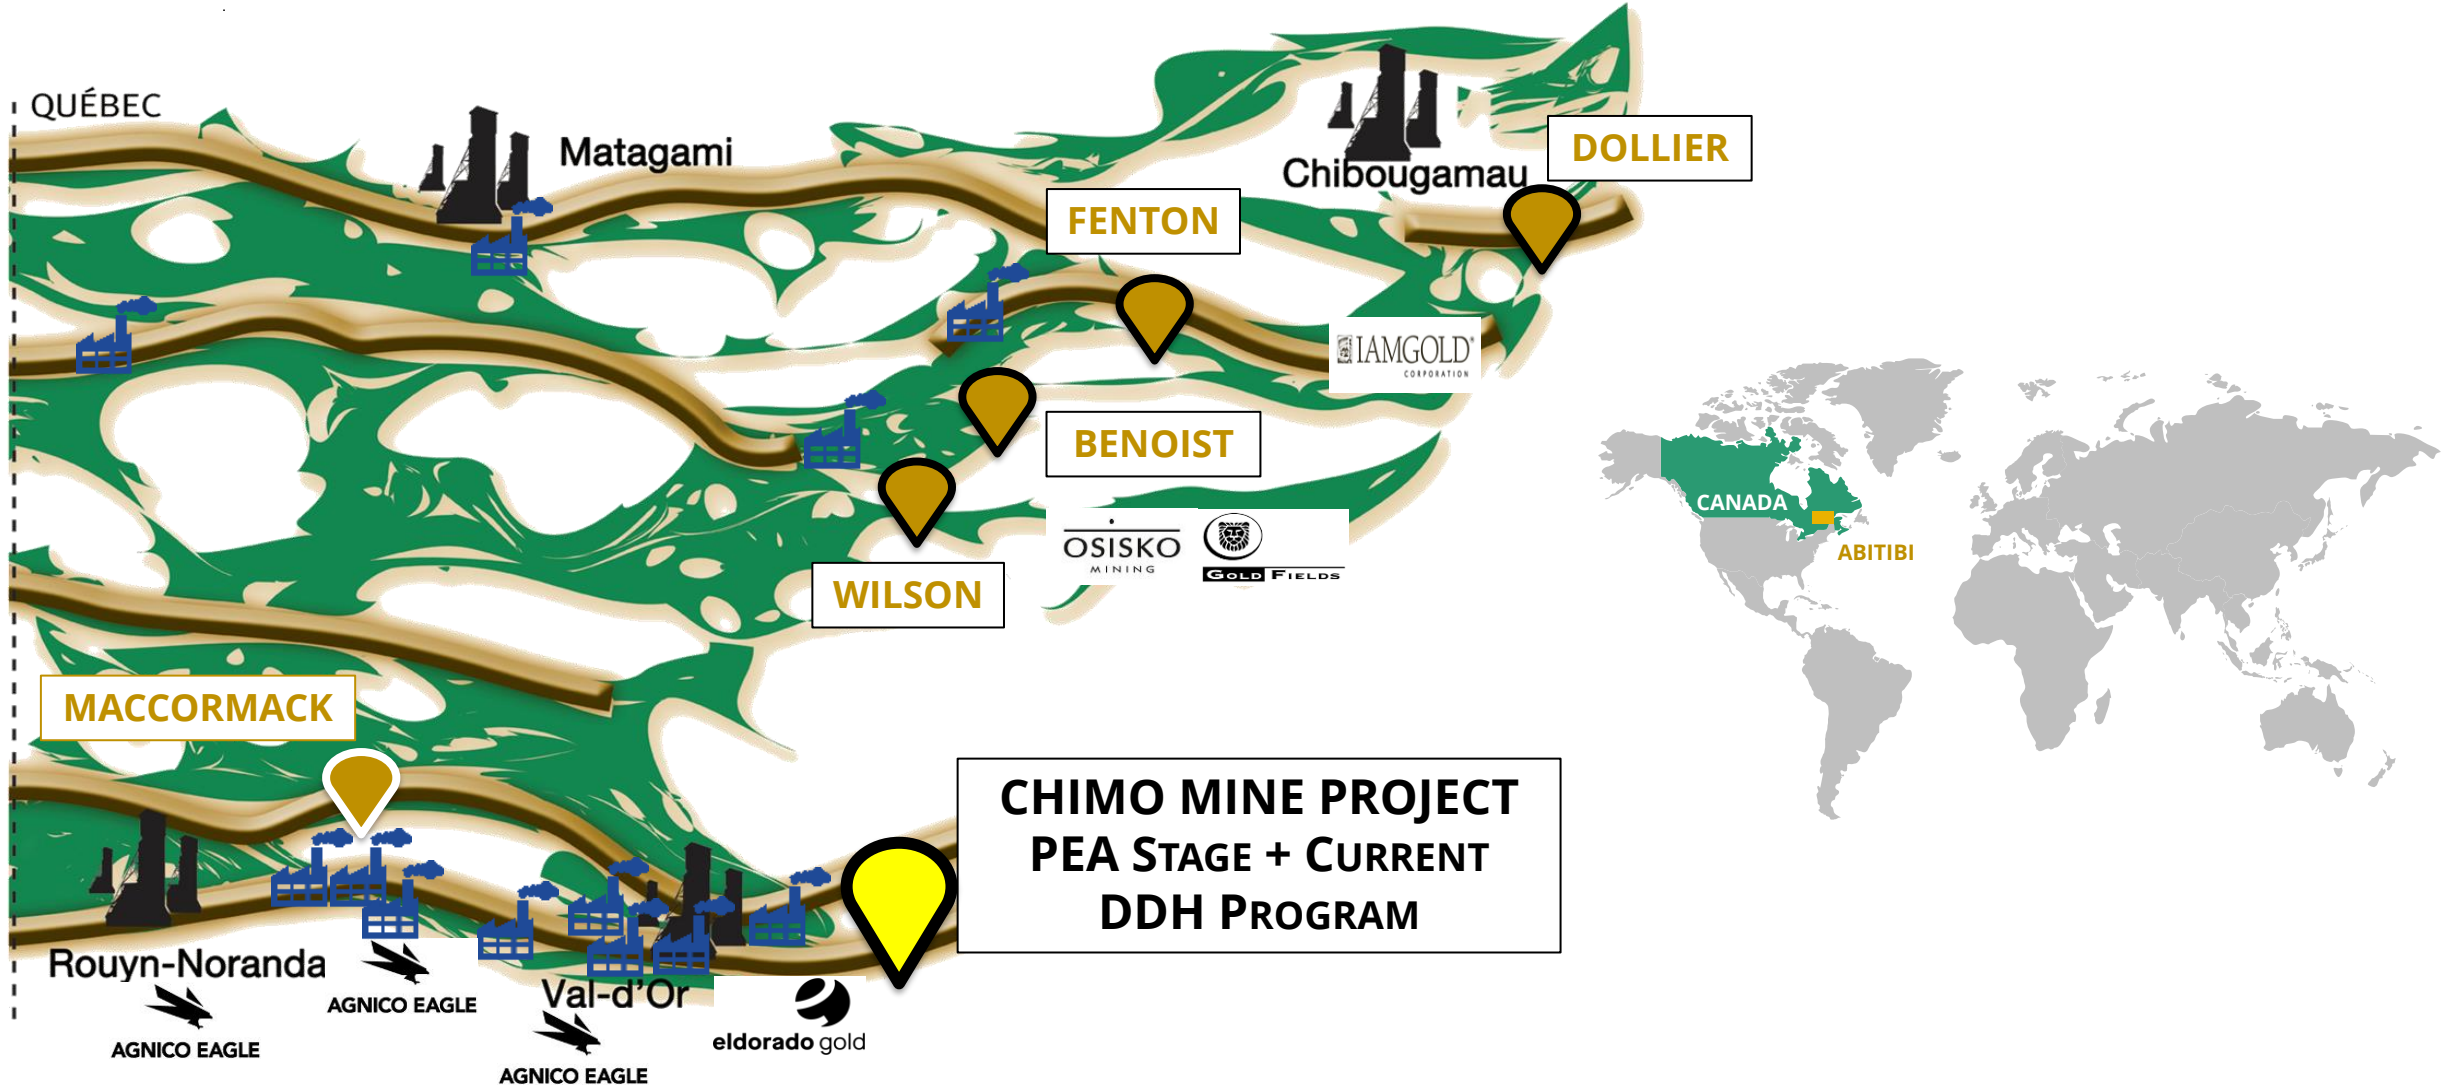 QUÉBEC
Matagami
Chibougamau
DOLLIER
FENTON
IAMGOLD
CORPORATION
BENOIST
CANADA
ABITIBI
OSISKO
MINING
GOLD FIELDS
WILSON
MACCORMACK
CHIMO MINE PROJECT
PEA STAGE + CURRENT
DDH PROGRAM
Rouyn-Noranda
AGNICO EAGLE
Val-d'Or
AGNICO EAGLE
eldorado gold
AGNICO EAGLE